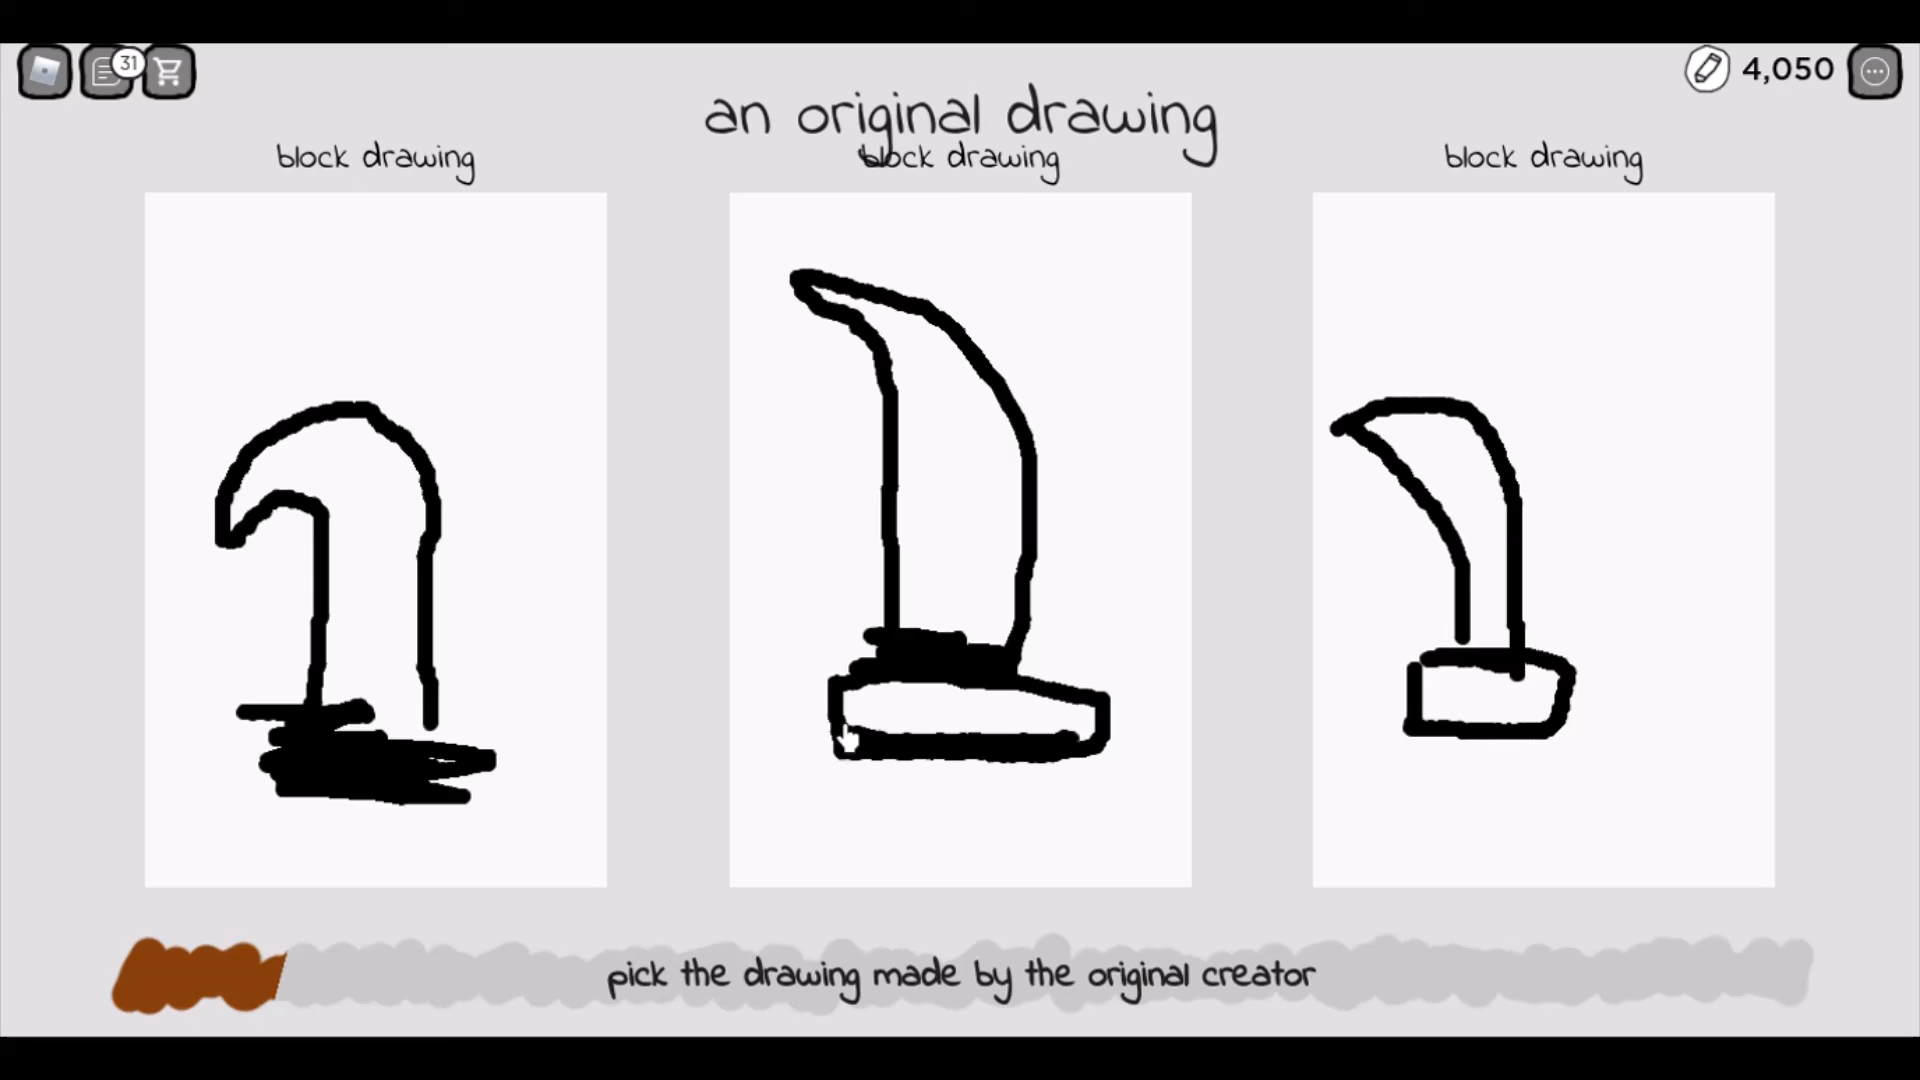 31
4,050
an original drawing
block drawing
block drawing
block drawing
pick the drawing made by the original creator